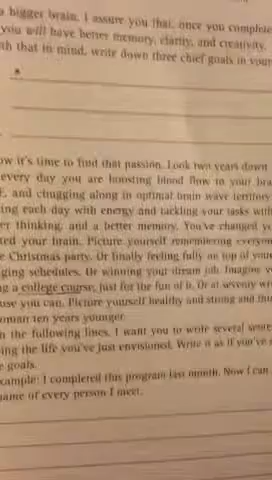 a bigger brain, I assure you that, once you complete
you will have better memory, clarity, and creativity.
th that in mind, write down three chief goals in your
ow it's time to find that passion. Look two years down
every day you are boosting blood flow to your bra
E, and chugging along in optimal brain wave territory
ing each day with energy and tackling your tasks with
er thinking, and a better memory. You've changed yo
ted your brain. Picture yourself remembering everyon
e Christmas party. Or finally feeling fully on top of your
ging schedules. Or winning your dream job. Imagine y
ng a college course, just for the fun of it. Or at seventy wi
ose you can. Picture yourself healthy and strong and thin
oman ten years younger.
n the following lines, I want you to write several sente
ing the life you've just envisioned. Write it as if you've
e goals.
xample: I completed this program last month. Now I can
name of every person I meet.